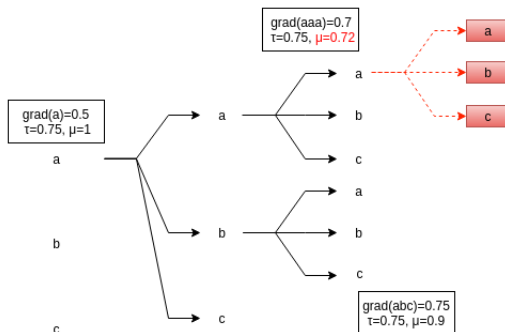 grad(aaa)=0.7
τ=0.75, μ=0.72
a
b
c
grad(a)=0.5
τ=0.75, μ=1
a
b
c
a
b
c
a
b
c
a
b
c
grad(abc)=0.75
τ=0.75, μ=0.9